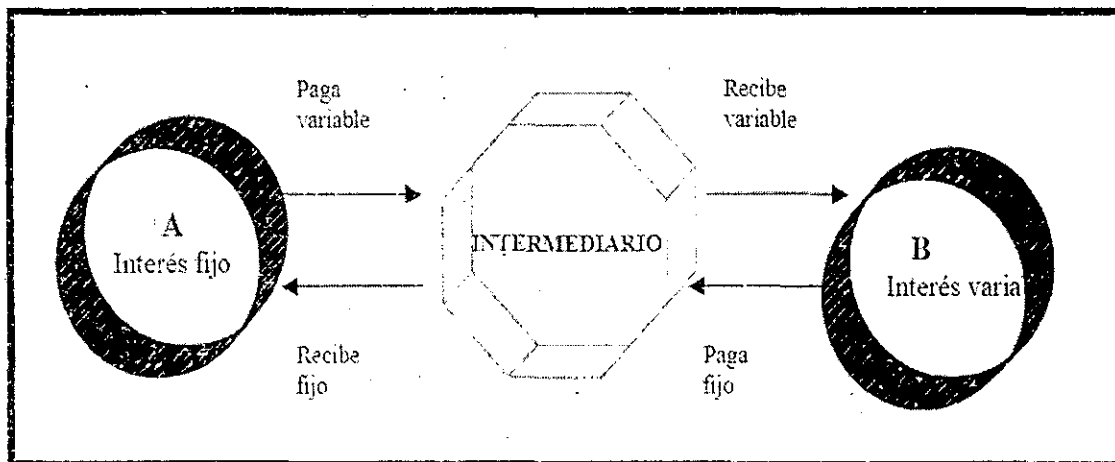 Paga
variable
Recibe
variable
A
Interés fijo
INTERMEDIARIO
B
Interés varia
Recibe
fijo
Paga
fijo